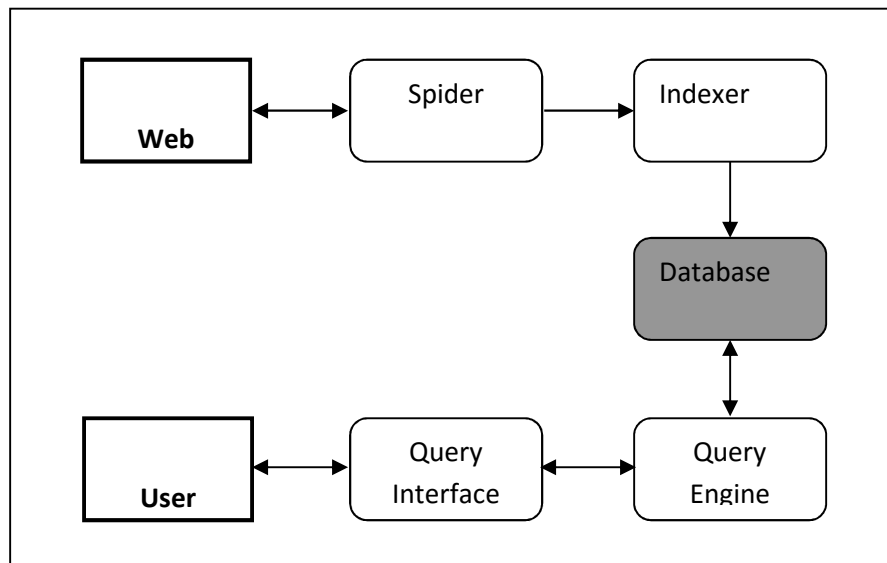 Web
Spider
Indexer
Database
User
Query
Interface
Query
Engine